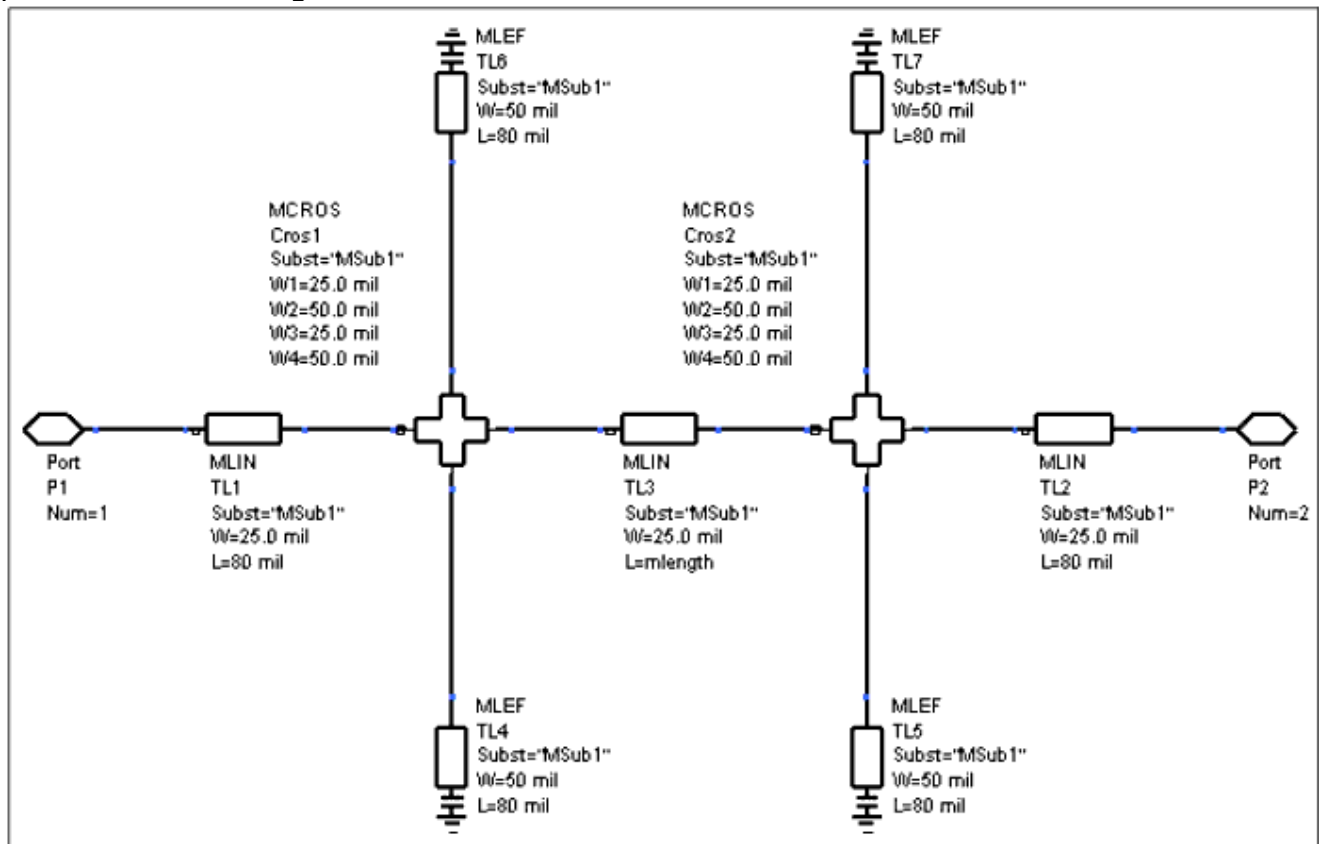 MLEF
TL6
Subst="MSub1"
W=50 mil
L=80 mil
MLEF
TL7
Subst="MSub1"
W=50 mil
L=80 mil
MCROS
Cros1
Subst="MSub1"
W1=25.0 mil
W2=50.0 mil
W3=25.0 mil
W4=50.0 mil
MCROS
Cros2
Subst="MSub1"
W1=25.0 mil
W2=50.0 mil
W3=25.0 mil
W4=50.0 mil
Port
P1
Num=1
MLIN
TL1
Subst="MSub1"
W=25.0 mil
L=80 mil
MLIN
TL3
Subst="MSub1"
W=25.0 mil
L=mlength
MLIN
TL2
Subst="MSub1"
W=25.0 mil
L=80 mil
Port
P2
Num=2
MLEF
TL4
Subst="MSub1"
W=50 mil
L=80 mil
MLEF
TL5
Subst="MSub1"
W=50 mil
L=80 mil